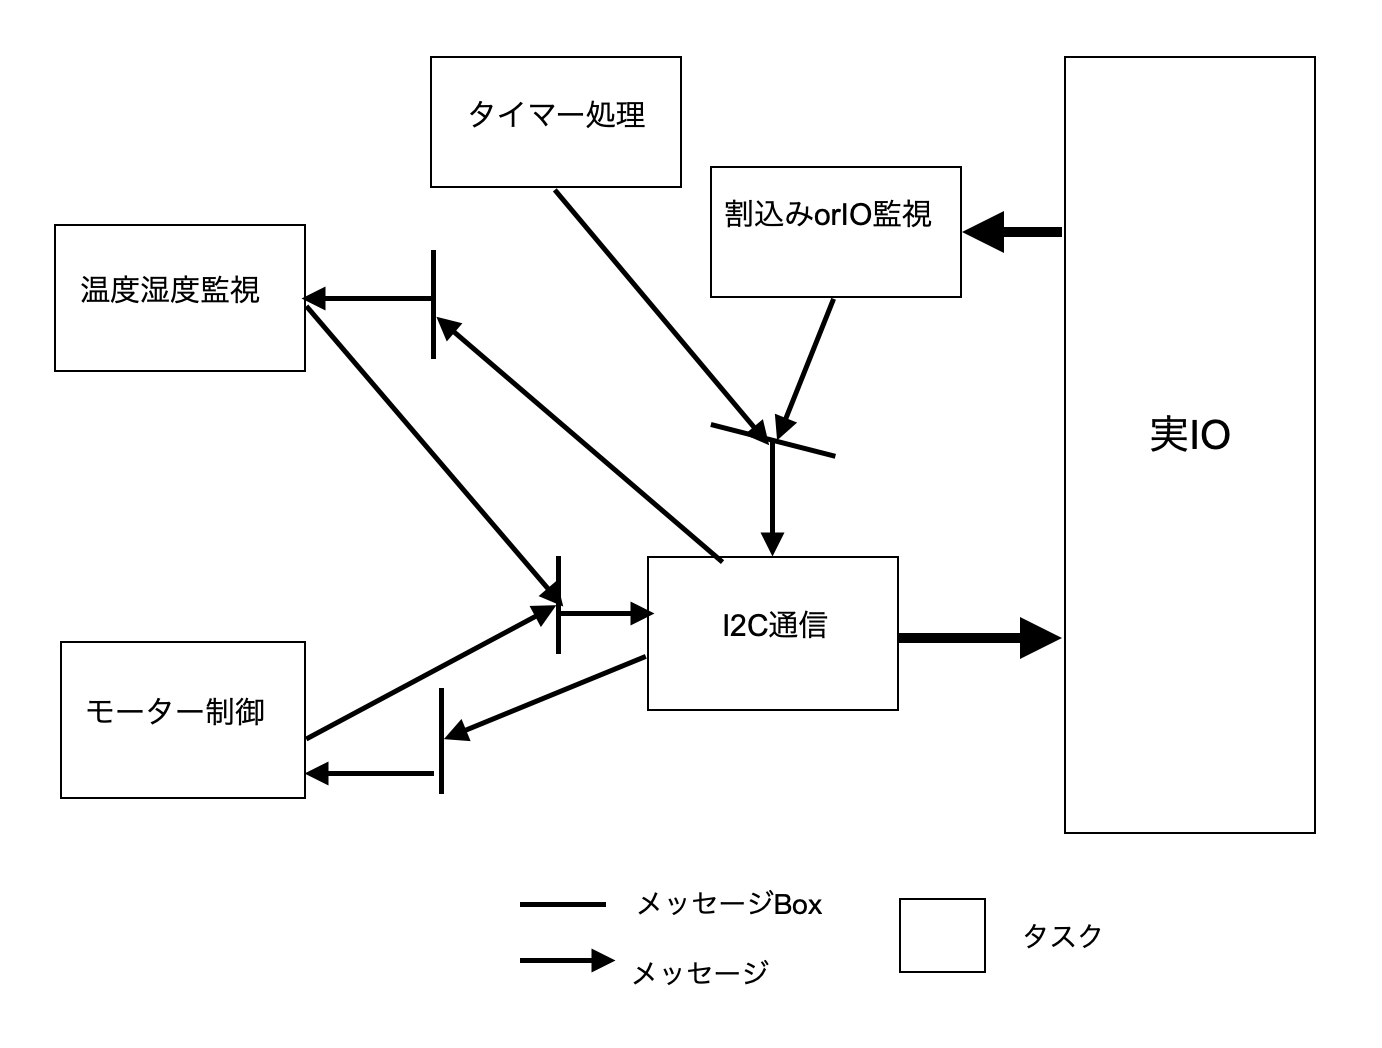 タイマー処理
割込みorIO監視
温度湿度監視
実IO
I2C通信
モーター制御
メッセージBox
タスク
メッセージ